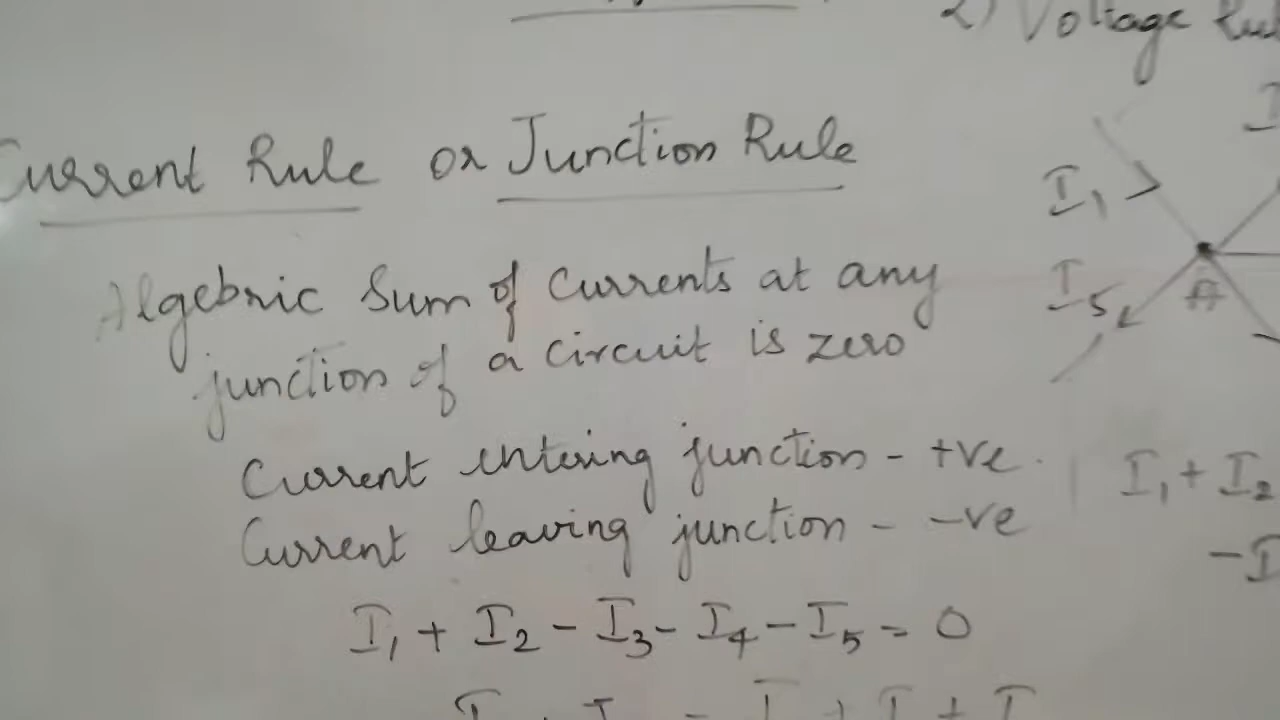 2) Voltage
Current Rule or Junction Rule
Algebric Sum of Currents at any
junction of a circuit is zero
Current entering junction - +ve.
Current leaving junction - -ve
I₁ + I₂ - I₃ - I₄ - I₅ = 0
I
I₁
I₅
A
I₁ + I₂
- I